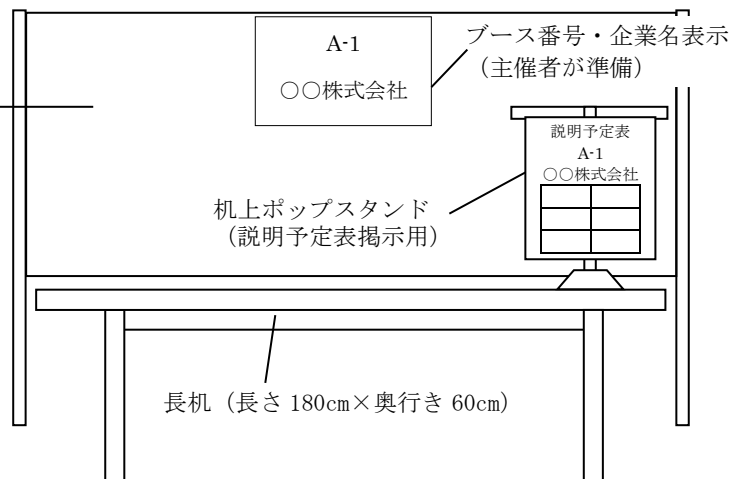 A-1
○○株式会社
ブース番号・企業名表示
（主催者が準備）
説明予定表
A-1
○○株式会社
机上ポップスタンド
（説明予定表掲示用）
長机（長さ 180cm×奥行き 60cm）